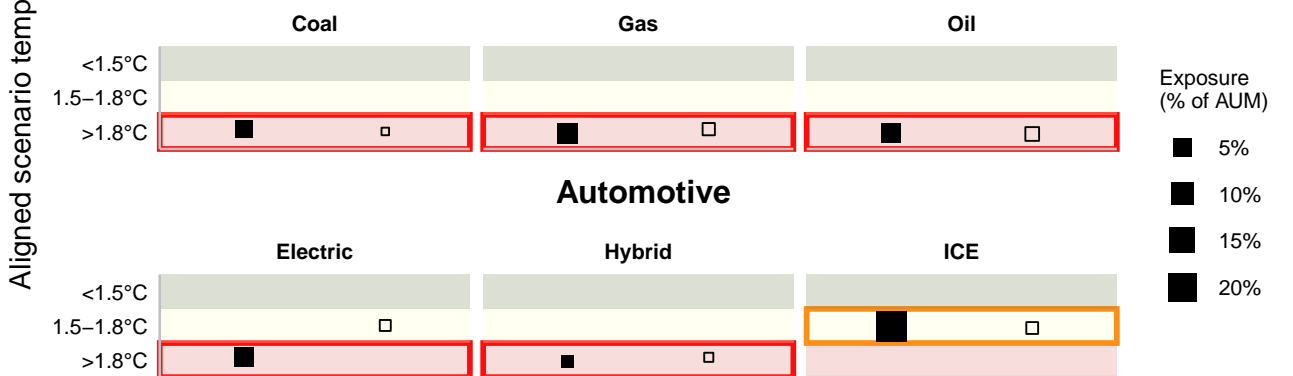 Aligned scenario temp
Coal
Gas
Oil
<1.5°C
1.5−1.8°C
>1.8°C
Automotive
Electric
Hybrid
ICE
<1.5°C
1.5−1.8°C
>1.8°C
Exposure
(% of AUM)
5%
10%
15%
20%